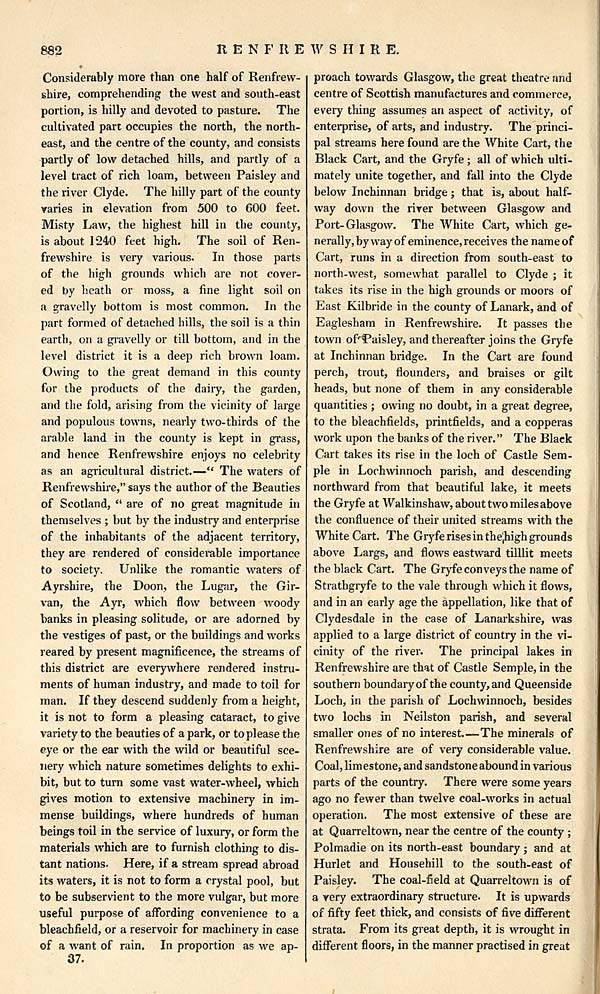 882
RENFREWSHIRE.
Considerably more than one half of Renfrew-
shire, comprehending the west and south-east
portion, is hilly and devoted to pasture. The
cultivated part occupies the north, the north-
east, and the centre of the county, and consists
partly of low detached hills, and partly of a
level tract of rich loam, between Paisley and
the river Clyde. The hilly part of the county
varies in elevation from 500 to 600 feet.
Misty Law, the highest hill in the county,
is about 1240 feet high. The soil of Ren-
frewshire is very various. In those parts
of the high grounds which are not cover-
ed by heath or moss, a fine light soil on
a gravelly bottom is most common. In the
part formed of detached hills, the soil is a thin
earth, on a gravelly or till bottom, and in the
level district it is a deep rich brown loam.
Owing to the great demand in this county
for the products of the dairy, the garden,
and the fold, arising from the vicinity of large
and populous towns, nearly two-thirds of the
arable land in the county is kept in grass,
and hence Renfrewshire enjoys no celebrity
as an agricultural district.—“ The waters of
Renfrewshire,” says the author of the Beauties
of Scotland, “ are of no great magnitude in
themselves ; but by the industry and enterprise
of the inhabitants of the adjacent territory,
they are rendered of considerable importance
to society. Unlike the romantic waters of
Ayrshire, the Doon, the Lugar, the Gir-
van, the Ayr, which flow between woody
banks in pleasing solitude, or are adorned by
the vestiges of past, or the buildings and works
reared by present magnificence, the streams of
this district are everywhere rendered instru-
ments of human industry, and made to toil for
man. If they descend suddenly from a height,
it is not to form a pleasing cataract, to give
variety to the beauties of a park, or to please the
eye or the ear with the wild or beautiful sce-
nery which nature sometimes delights to exhi-
bit, but to turn some vast water-wheel, which
gives motion to extensive machinery in im-
mense buildings, where hundreds of human
beings toil in the service of luxury, or form the
materials which are to furnish clothing to dis-
tant nations. Here, if a stream spread abroad
its waters, it is not to form a crystal pool, but
to be subservient to the more vulgar, but more
useful purpose of affording convenience to a
bleachfield, or a reservoir for machinery in case
of a want of rain. In proportion as we ap-
37.
proach towards Glasgow, the great theatre and
centre of Scottish manufactures and commerce,
every thing assumes an aspect of activity, of
enterprise, of arts, and industry. The princi-
pal streams here found are the White Cart, the
Black Cart, and the Gryfe ; all of which ulti-
mately unite together, and fall into the Clyde
below Inchinnan bridge ; that is, about half-
way down the river between Glasgow and
Port-Glasgow. The White Cart, which ge-
nerally, by way of eminence, receives the name of
Cart, runs in a direction from south-east to
north-west, somewhat parallel to Clyde ; it
takes its rise in the high grounds or moors of
East Kilbride in the county of Lanark, and of
Eaglesham in Renfrewshire. It passes the
town of Paisley, and thereafter joins the Gryfe
at Inchinnan bridge. In the Cart are found
perch, trout, flounders, and braises or gilt
heads, but none of them in any considerable
quantities ; owing no doubt, in a great degree,
to the bleachfields, printfields, and a copperas
work upon the banks of the river.” The Black
Cart takes its rise in the loch of Castle Sem-
ple in Lochwinnoch parish, and descending
northward from that beautiful lake, it meets
the Gryfe at Walkinshaw, about two miles above
the confluence of their united streams with the
White Cart. The Gryfe rises in the high grounds
above Largs, and flows eastward till it meets
the black Cart. The Gryfe conveys the name of
Strathgryfe to the vale through which it flows,
and in an early age the appellation, like that of
Clydesdale in the case of Lanarkshire, was
applied to a large district of country in the vi-
cinity of the river. The principal lakes in
Renfrewshire are that of Castle Semple, in the
southern boundary of the county, and Queenside
Loch, in the parish of Lochwinnoch, besides
two lochs in Neilston parish, and several
smaller ones of no interest.—The minerals of
Renfrewshire are of very considerable value.
Coal, limestone, and sandstone abound in various
parts of the country. There were some years
ago no fewer than twelve coal-works in actual
operation. The most extensive of these are
at Quarreltown, near the centre of the county ;
Polmadie on its north-east boundary ; and at
Hurlet and Househill to the south-east of
Paisley. The coal-field at Quarreltown is of
a very extraordinary structure. It is upwards
of fifty feet thick, and consists of five different
strata. From its great depth, it is wrought in
different floors, in the manner practised in great